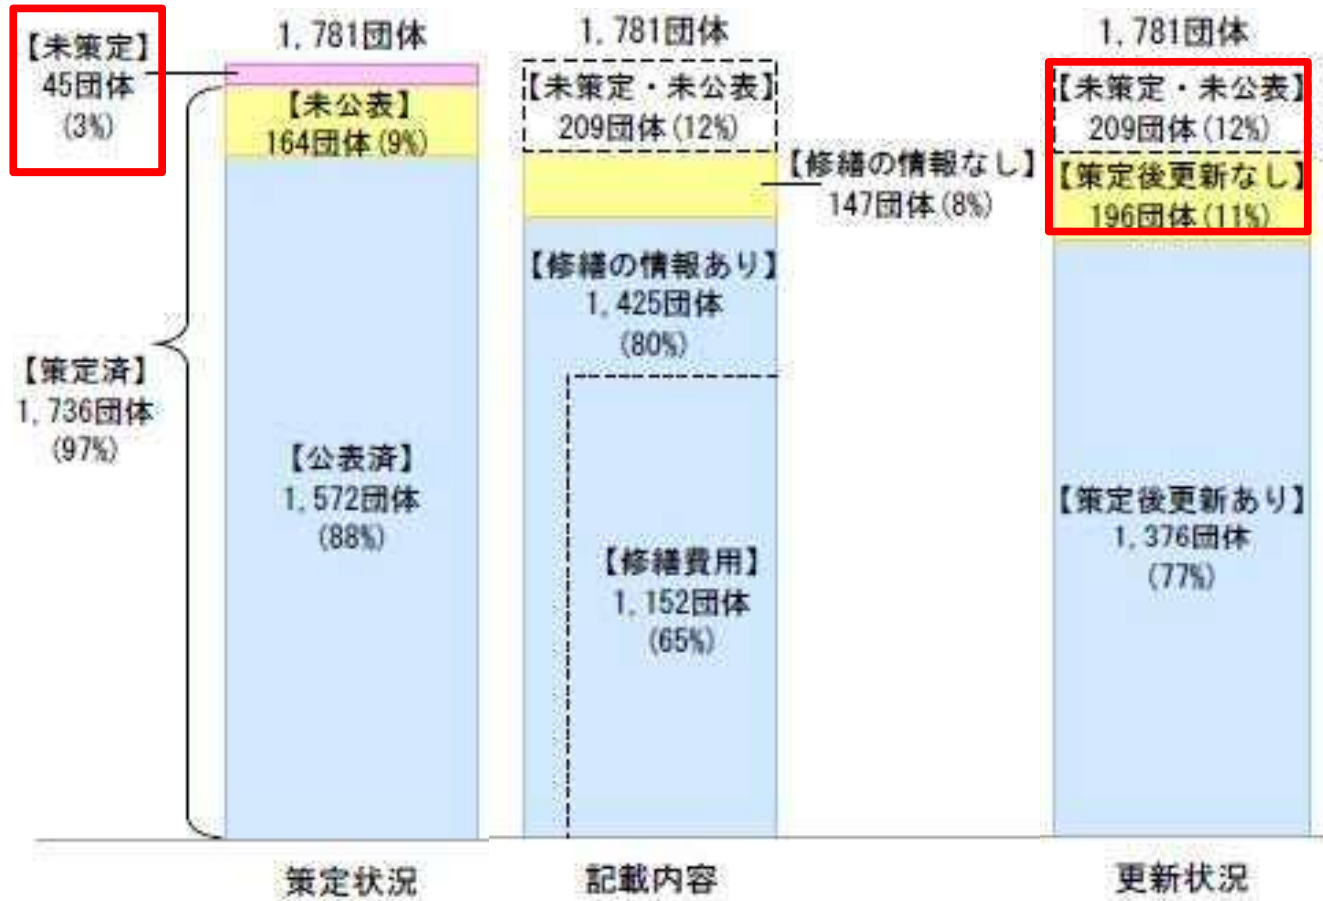 【未策定】
45団体
(3%)
【策定済】
1,736団体
(97%)
1,781団体
【未公表】
164団体(9%)
【公表済】
1,572団体
(88%)
策定状況
1,781団体
【未策定・未公表】
209団体(12%)
【修繕の情報なし】
147団体(8%)
【修繕の情報あり】
1,425団体
(80%)
【修繕費用】
1,152団体
(65%)
記載内容
1,781団体
【未策定・未公表】
209団体(12%)
【策定後更新なし】
196団体(11%)
【策定後更新あり】
1,376団体
(77%)
更新状況